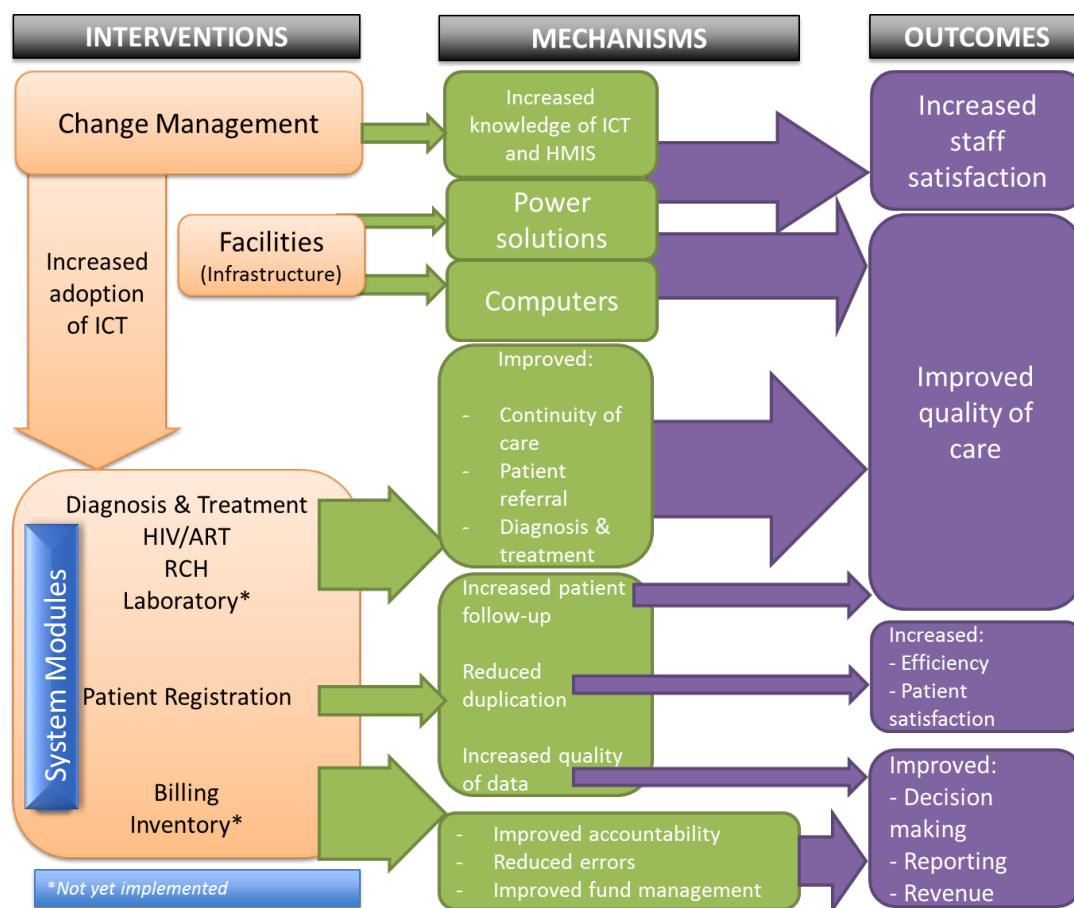 INTERVENTIONS
MECHANISMS
OUTCOMES
Change Management
Increased
adoption
of ICT
Facilities
(Infrastructure)
System Modules
Diagnosis & Treatment
HIV/ART
RCH
Laboratory*
Patient Registration
Billing
Inventory*
*Not yet implemented
Increased
knowledge of ICT
and HMIS
Power
solutions
Computers
Improved:
- Continuity of
care
- Patient
referral
- Diagnosis &
treatment
Increased patient
follow-up
Reduced
duplication
Increased quality
of data
- Improved accountability
- Reduced errors
- Improved fund management
Increased
staff
satisfaction
Improved
quality of
care
Increased:
- Efficiency
- Patient
satisfaction
Improved:
- Decision
making
- Reporting
- Revenue